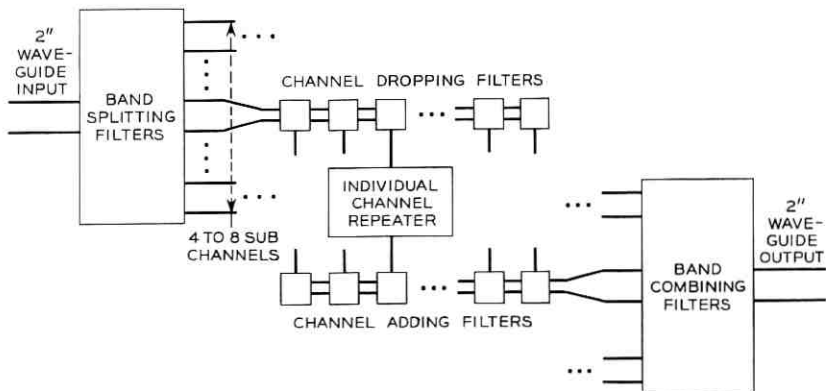 2"
WAVE-
GUIDE
INPUT
BAND
SPLITTING
FILTERS
4 TO 8 SUB
CHANNELS
CHANNEL DROPPING FILTERS
INDIVIDUAL
CHANNEL
REPEATER
CHANNEL ADDING FILTERS
BAND
COMBINING
FILTERS
2"
WAVE-
GUIDE
OUTPUT